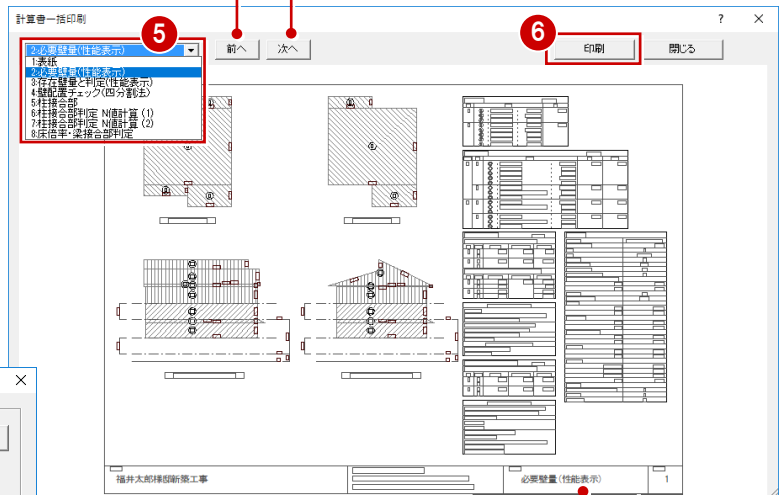 計算書一括印刷
? ×
5
6
2:必要壁量(性能表示)
前へ
次へ
印刷
閉じる
1:表紙
2:必要壁量(性能表示)
3:存在壁量と判定(性能表示)
4:壁配置チェック(四分割法)
5:柱接合部
6:柱接合部判定 N値計算 (1)
7:柱接合部判定 N値計算 (2)
8:床倍率・梁接合部判定
×
福井太郎様邸新築工事
必要壁量(性能表示)
1